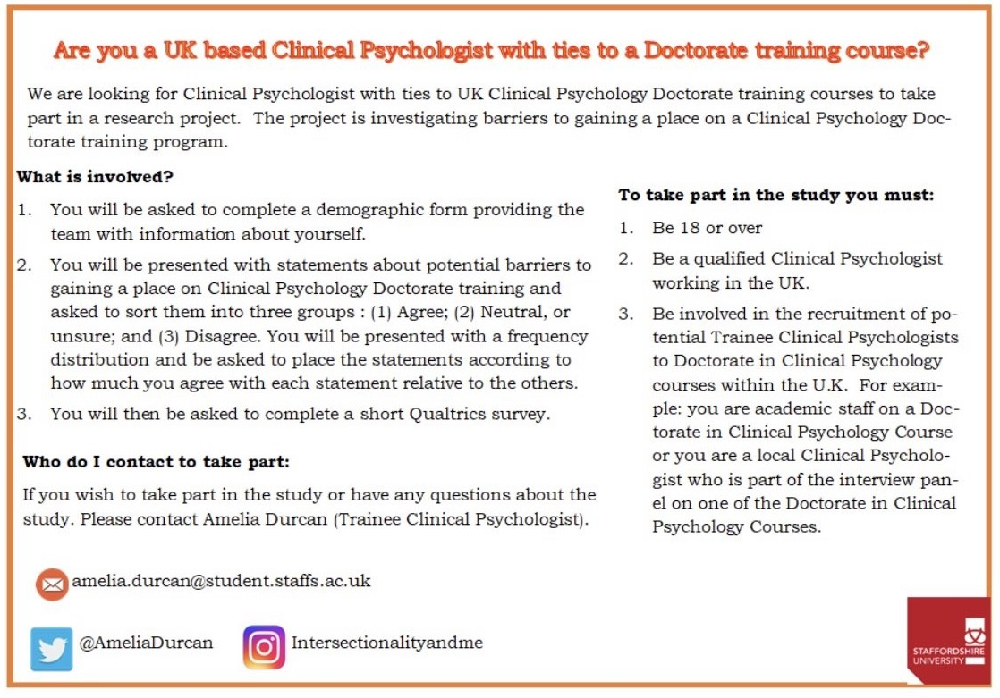 Are you a UK based Clinical Psychologist with ties to a Doctorate training course?
We are looking for Clinical Psychologist with ties to UK Clinical Psychology Doctorate training courses to take
part in a research project.  The project is investigating barriers to gaining a place on a Clinical Psychology Doc-
torate training program.
What is involved?
1. You will be asked to complete a demographic form providing the
team with information about yourself.
2. You will be presented with statements about potential barriers to
gaining a place on Clinical Psychology Doctorate training and
asked to sort them into three groups : (1) Agree; (2) Neutral, or
unsure; and (3) Disagree. You will be presented with a frequency
distribution and be asked to place the statements according to
how much you agree with each statement relative to the others.
3. You will then be asked to complete a short Qualtrics survey.
Who do I contact to take part:
If you wish to take part in the study or have any questions about the
study. Please contact Amelia Durcan (Trainee Clinical Psychologist).
amelia.durcan@student.staffs.ac.uk
@AmeliaDurcan
Intersectionalityandme
To take part in the study you must:
1. Be 18 or over
2. Be a qualified Clinical Psychologist
working in the UK.
3. Be involved in the recruitment of po-
tential Trainee Clinical Psychologists
to Doctorate in Clinical Psychology
courses within the U.K.  For exam-
ple: you are academic staff on a Doc-
torate in Clinical Psychology Course
or you are a local Clinical Psycholo-
gist who is part of the interview pan-
el on one of the Doctorate in Clinical
Psychology Courses.
STAFFORDSHIRE
UNIVERSITY